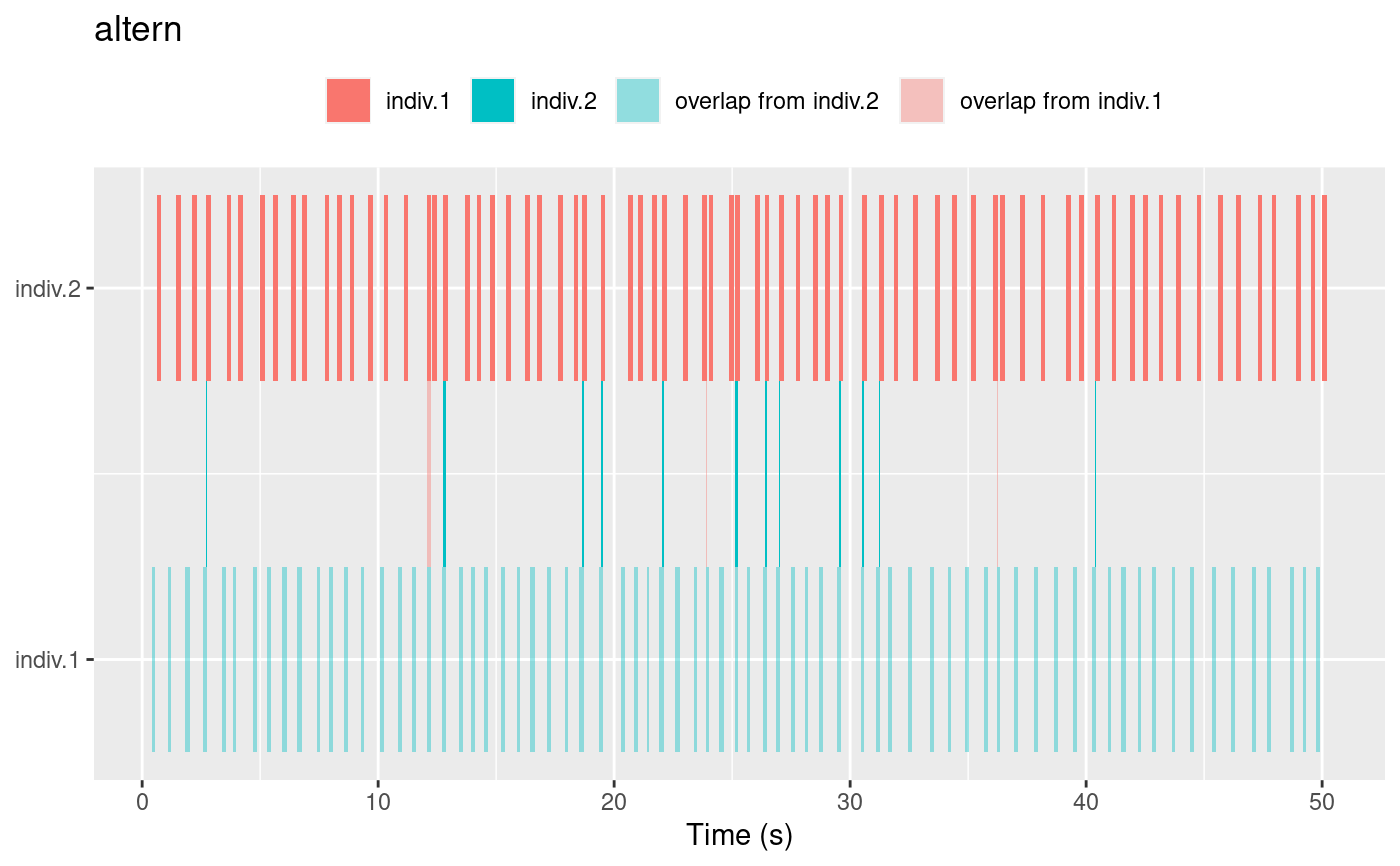 altern
indiv.1 indiv.2 overlap from indiv.2 overlap from indiv.1
indiv.2
indiv.1
0 10 20 30 40 50
Time (s)